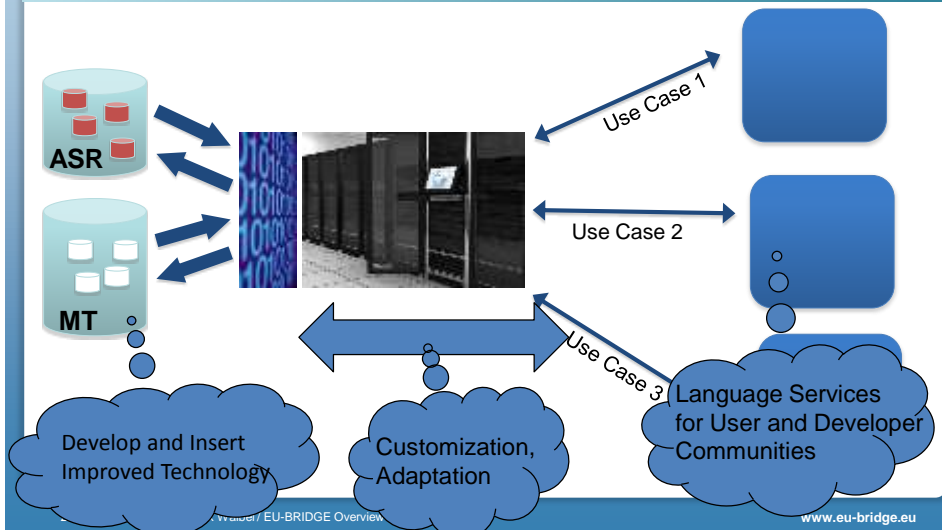 ASR
MT
Use Case 1
Use Case 2
Use Case 3
Develop and Insert
Improved Technology
Customization,
Adaptation
Language Services
for User and Developer
Communities
Waibel/ EU-BRIDGE Overview
www.eu-bridge.eu